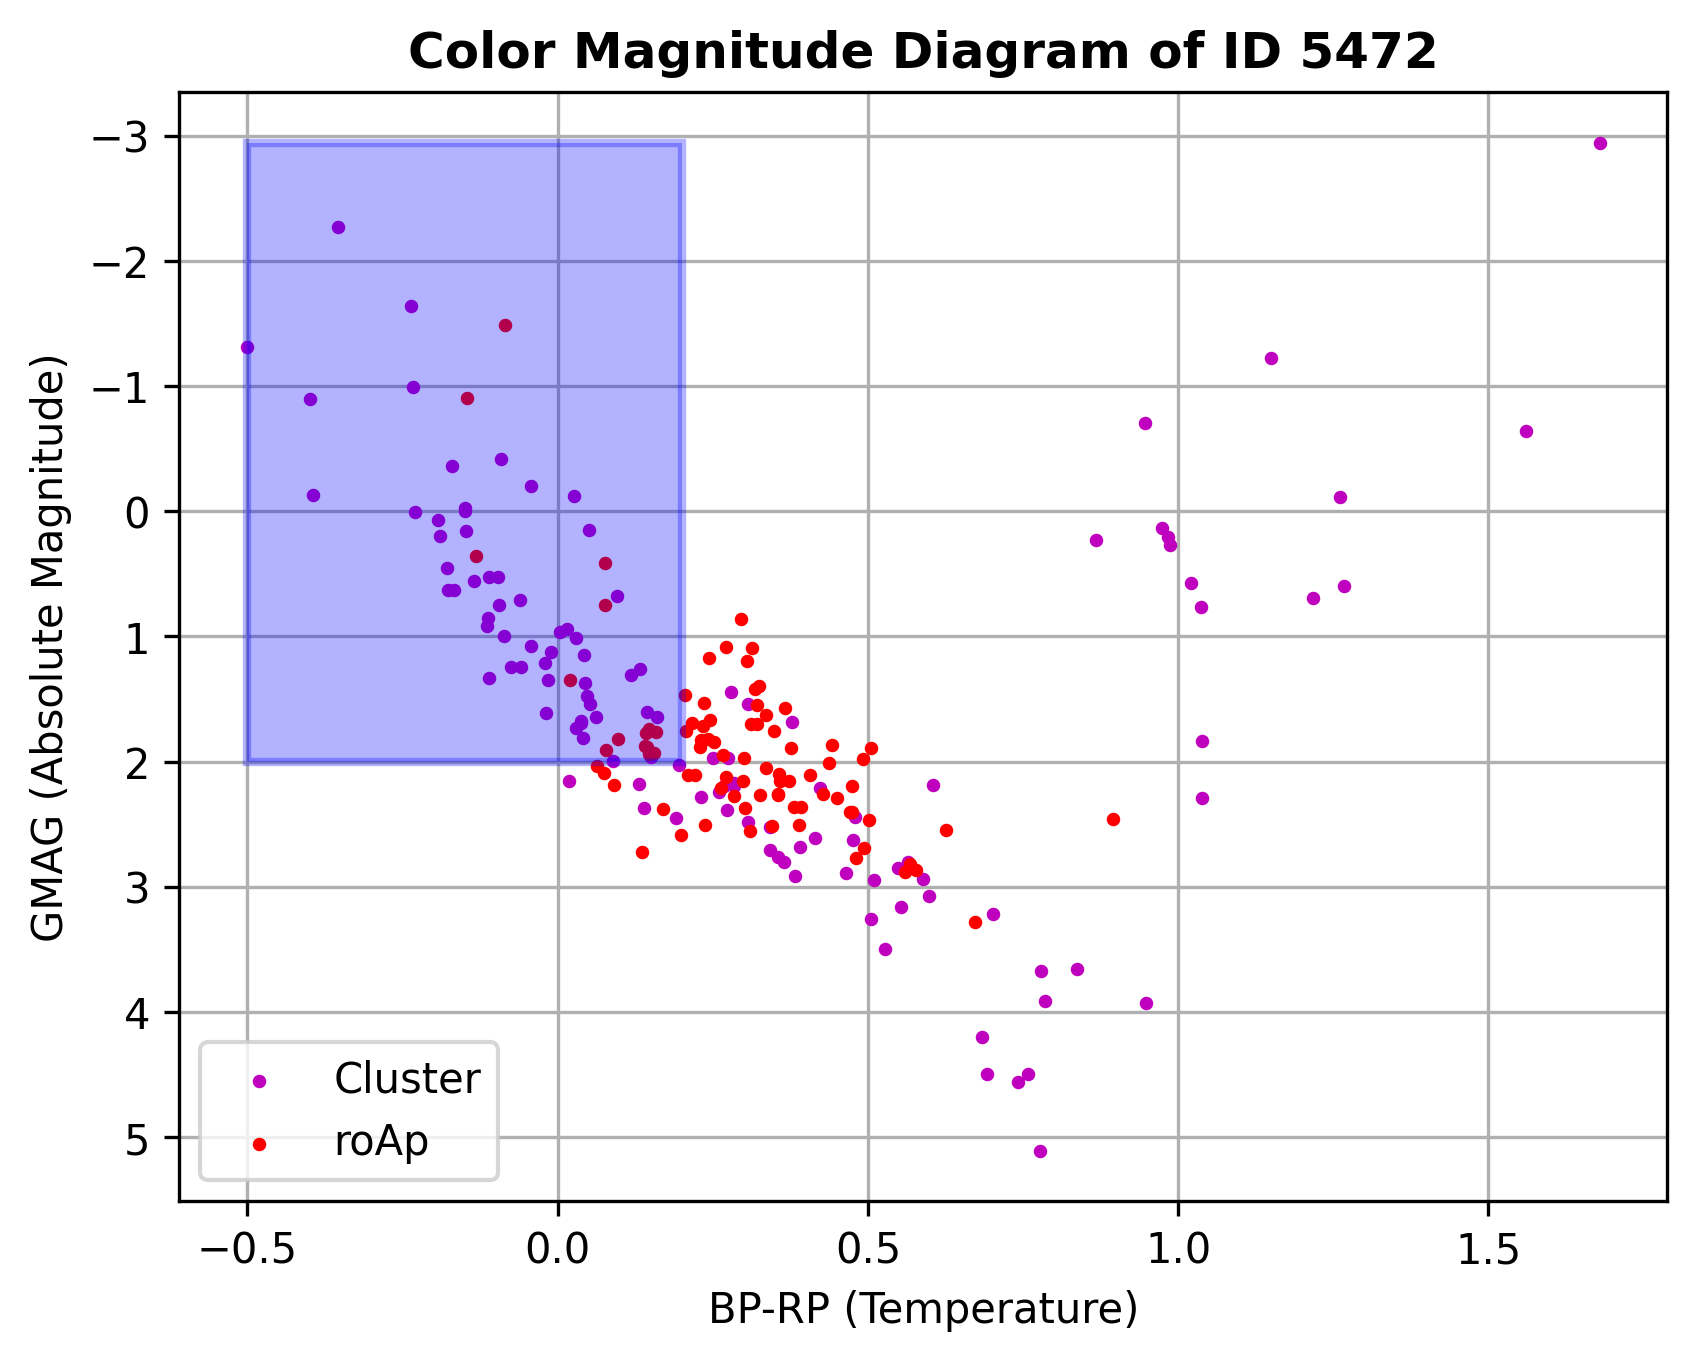 Color Magnitude Diagram of ID 5472
GMAG (Absolute Magnitude)
−3
−2
−1
0
1
2
3
4
5
Cluster
roAp
−0.5 0.0 0.5 1.0 1.5
BP-RP (Temperature)